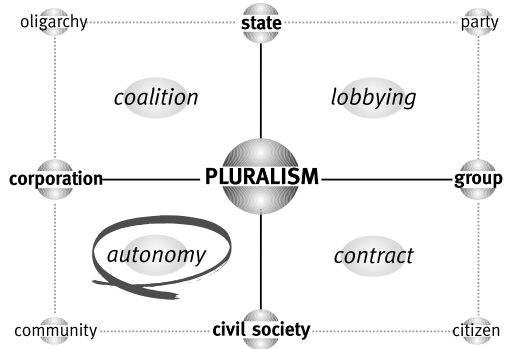 oligarchy
state
party
coalition
lobbying
corporation
PLURALISM
group
autonomy
contract
community
civil society
citizen